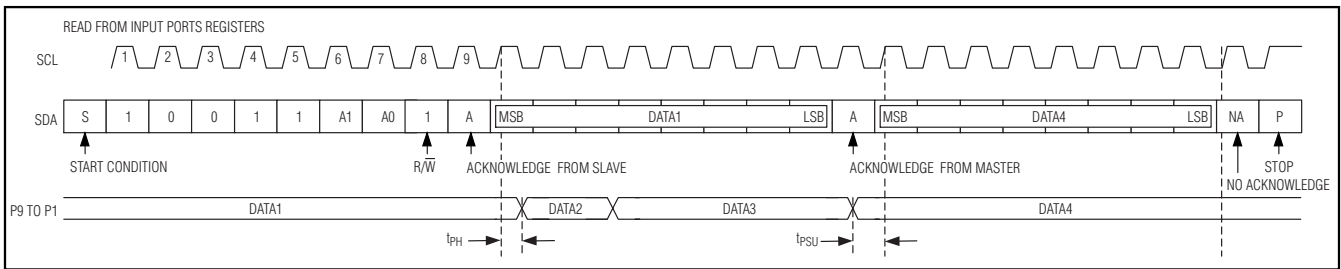 READ FROM INPUT PORTS REGISTERS
SCL 1 2 3 4 5 6 7 8 9
SDA S 1 0 0 1 1 A1 A0 1 A MSB DATA1 LSB A MSB DATA4 LSB NA P
START CONDITION R/W̅ ACKNOWLEDGE FROM SLAVE ACKNOWLEDGE FROM MASTER STOP
NO ACKNOWLEDGE
P9 TO P1 DATA1 DATA2 DATA3 DATA4
tPH tPSU